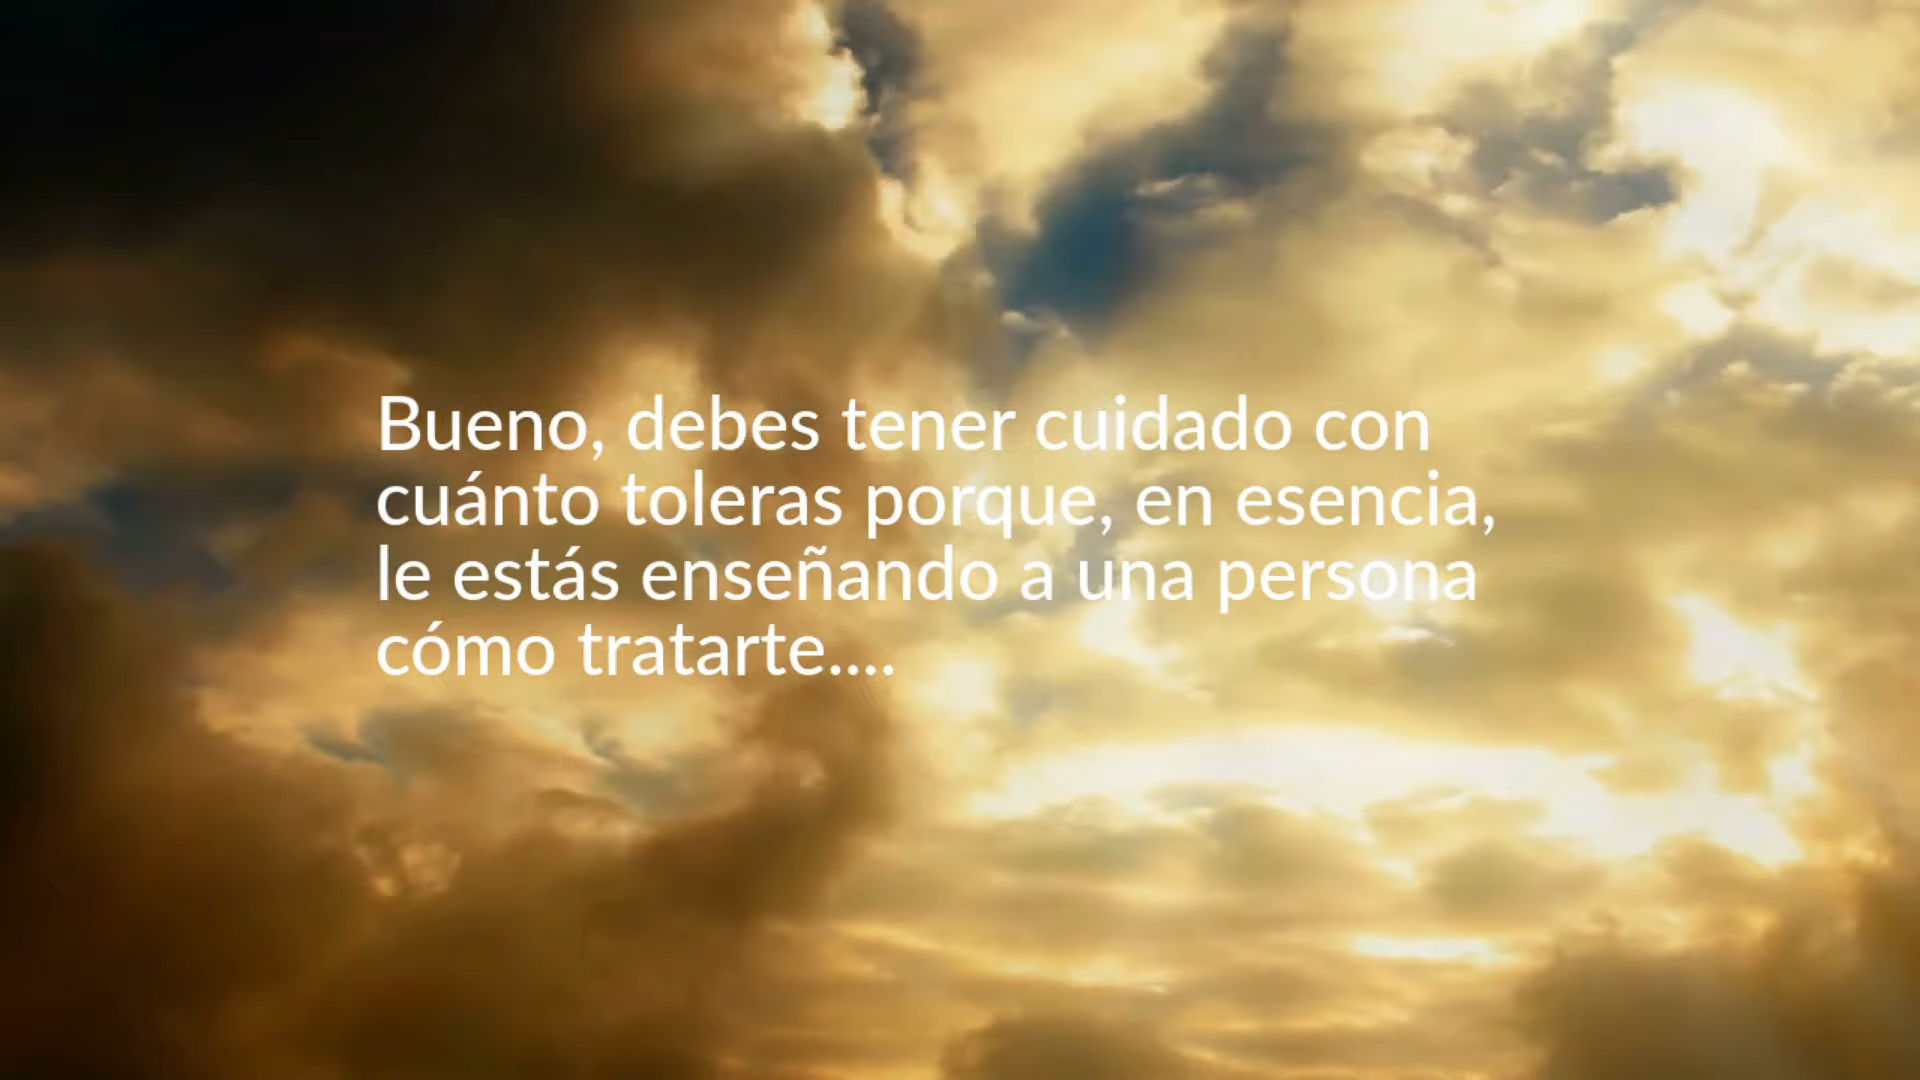 Bueno, debes tener cuidado con
cuánto toleras porque, en esencia,
le estás enseñando a una persona
cómo tratarte....